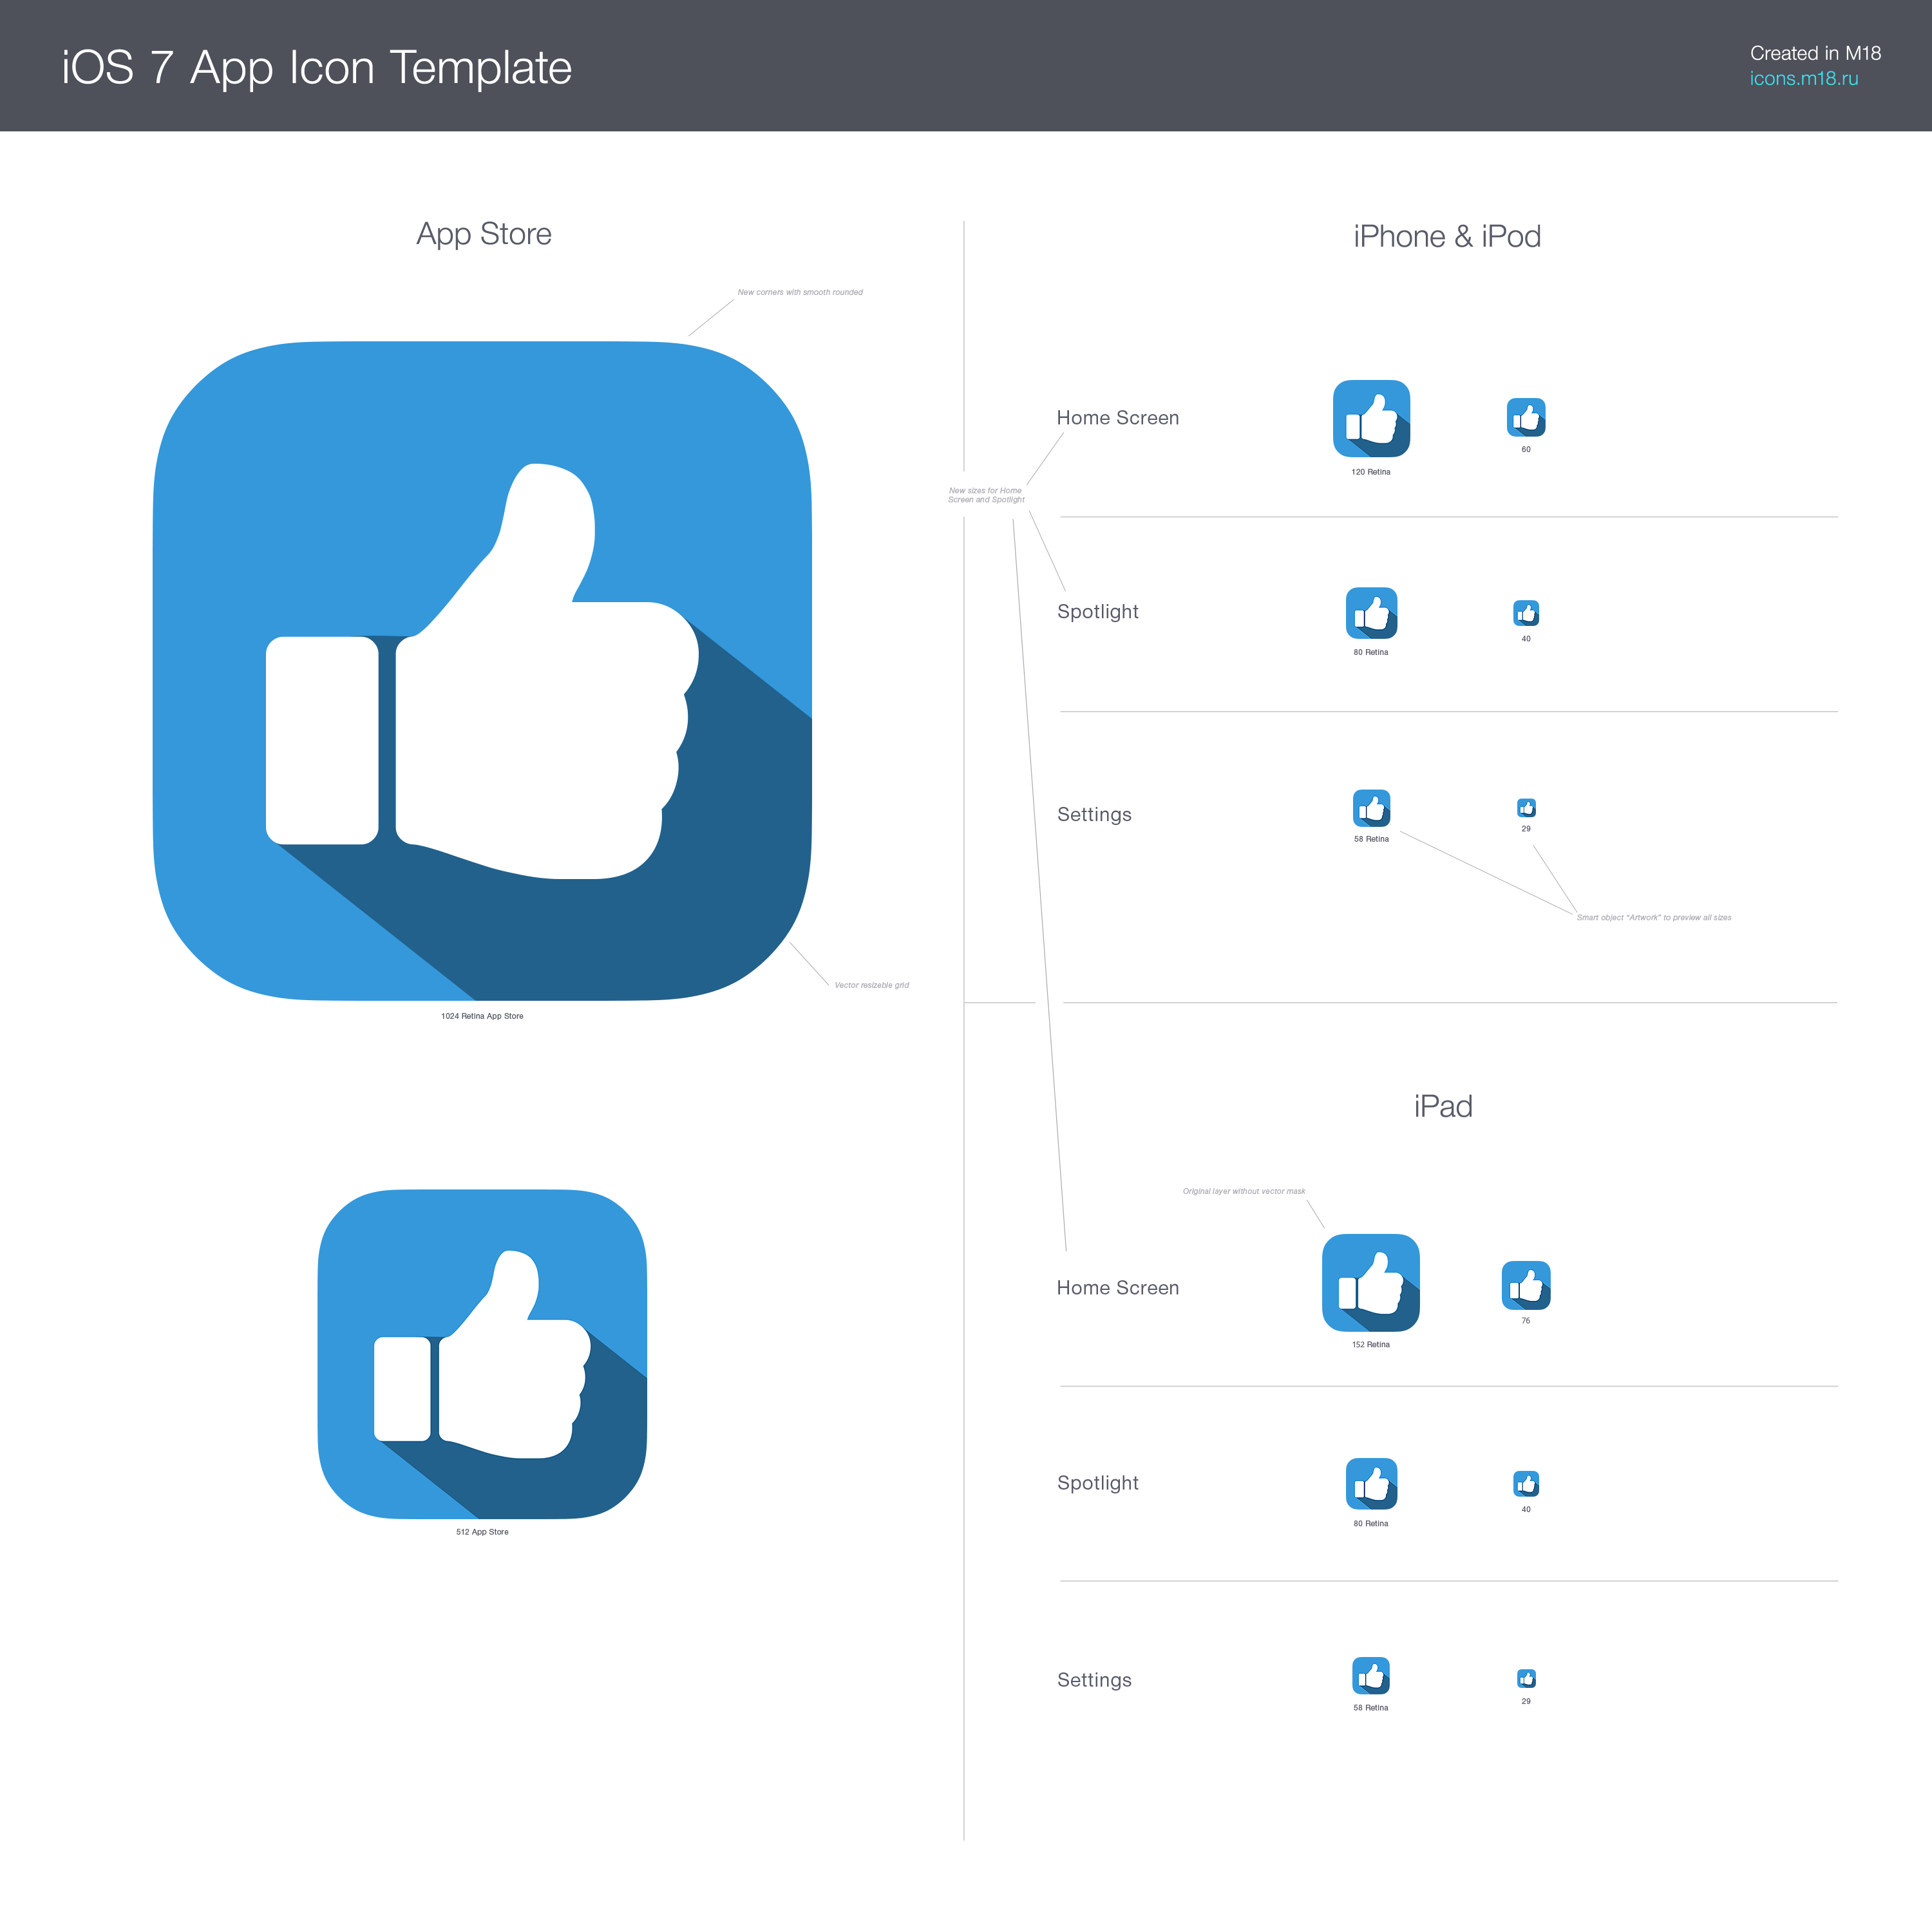 iOS 7 App Icon Template
Created in M18
icons.m18.ru
App Store
New corners with smooth rounded
1024 Retina App Store
Vector resizeble grid
512 App Store
iPhone & iPod
New sizes for Home
Screen and Spotlight
Home Screen
120 Retina
60
Spotlight
80 Retina
40
Settings
58 Retina
29
Smart object “Artwork” to preview all sizes
iPad
Original layer without vector mask
Home Screen
152 Retina
76
Spotlight
80 Retina
40
Settings
58 Retina
29